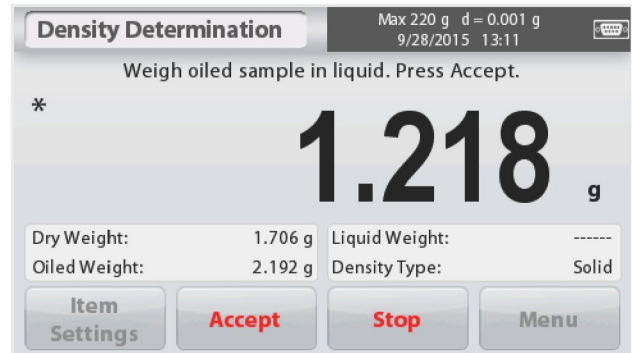 Density Determination
Max 220 g d = 0.001 g
9/28/2015 13:11
Weigh oiled sample in liquid. Press Accept.
*
1.218 g
Dry Weight: 1.706 g Liquid Weight: ------
Oiled Weight: 2.192 g Density Type: Solid
Item
Settings
Accept
Stop
Menu